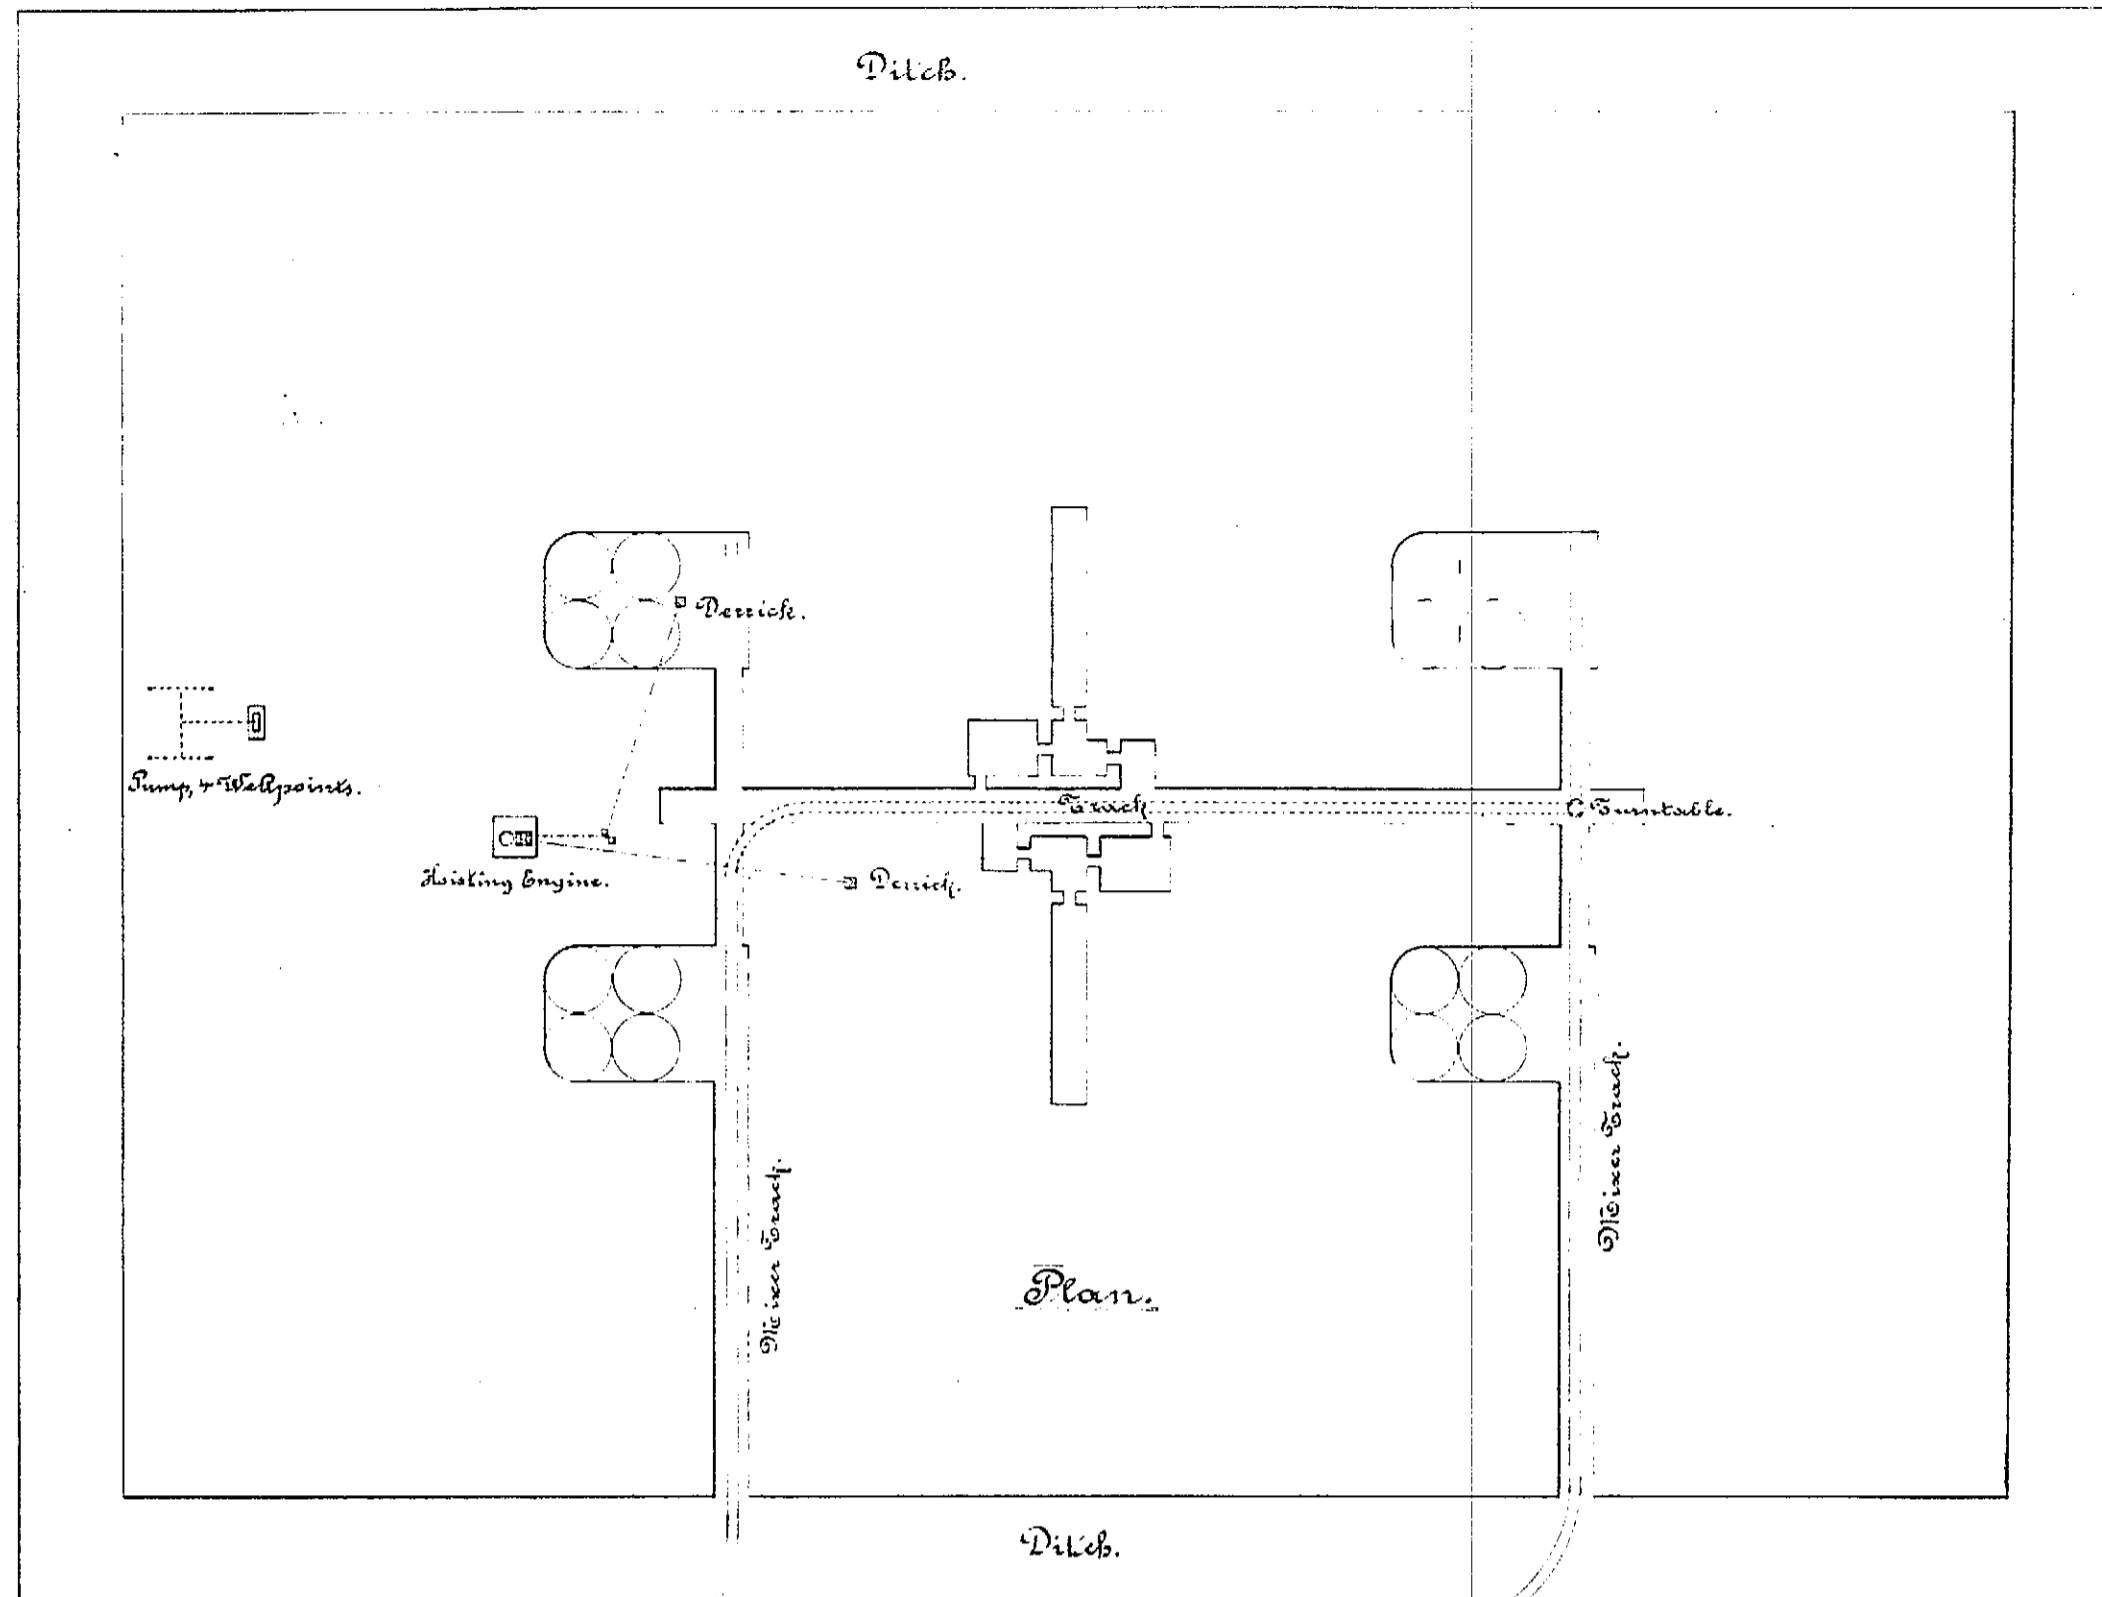 Ditch.
Derrick.
Pump, & Wellpoints.
Track
Turntable.
Hoisting Engine.
Derrick.
Mixer Track.
Mixer Track.
Plan.
Ditch.